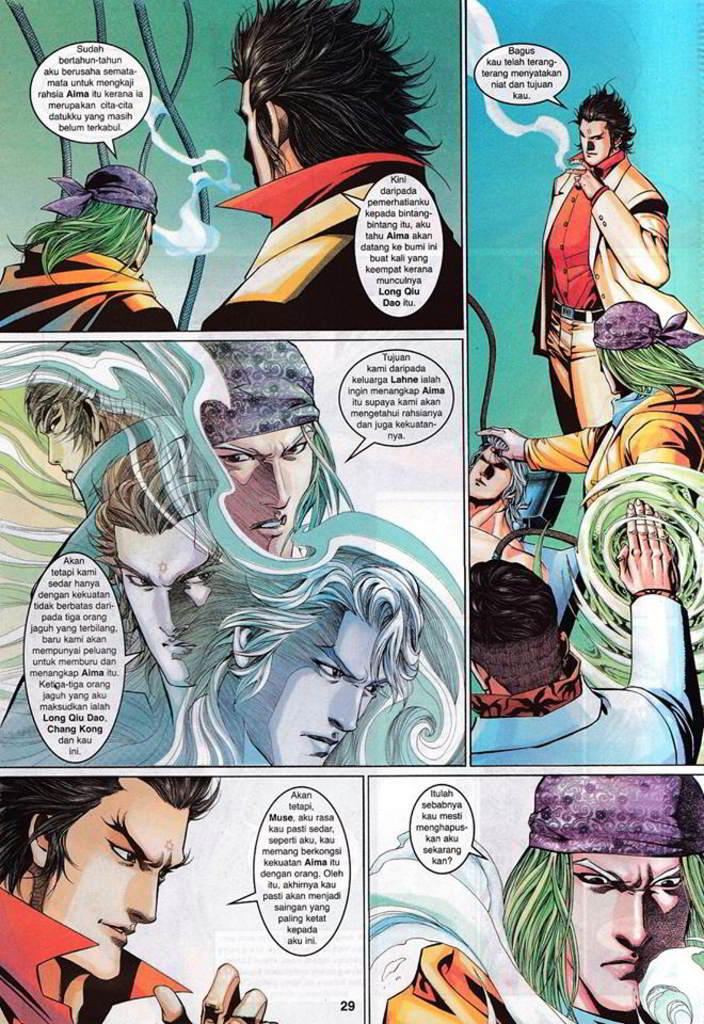 Sudah
bertahun-tahun
aku berusaha semata-
mata untuk mengkaji
rahsia Aima itu kerana ia
merupakan cita-cita
datukku yang masih
belum terkabul.
Kini
daripada
pemerhatianku
kepada bintang-
bintang itu, aku
tahu Aima akan
datang ke bumi ini
buat kali yang
keempat kerana
munculnya
Long Qiu
Dao itu.
Bagus
kau telah terang-
terang menyatakan
niat dan tujuan
kau.
Tujuan
kami daripada
keluarga Lahne ialah
ingin menangkap Aima
itu supaya kami akan
mengetahui rahsianya
dan juga kekuatan-
nya.
Akan
tetapi kami
sedar hanya
dengan kekuatan
tidak berbatas dari-
pada tiga orang
jaguh yang terbilang,
baru kami akan
mempunyai peluang
untuk memburu dan
menangkap Aima itu.
Ketiga-tiga orang
jaguh yang aku
maksudkan ialah
Long Qiu Dao,
Chang Kong
dan kau
ini.
Akan
tetapi,
Muse, aku rasa
kau pasti sedar,
seperti aku, kau
memang berkongsi
kekuatan Aima itu
dengan orang. Oleh
itu, akhirnya kau
pasti akan menjadi
saingan yang
paling ketat
kepada
aku ini.
Itulah
sebabnya
kau mesti
menghapus-
kan aku
sekarang
kan?
29